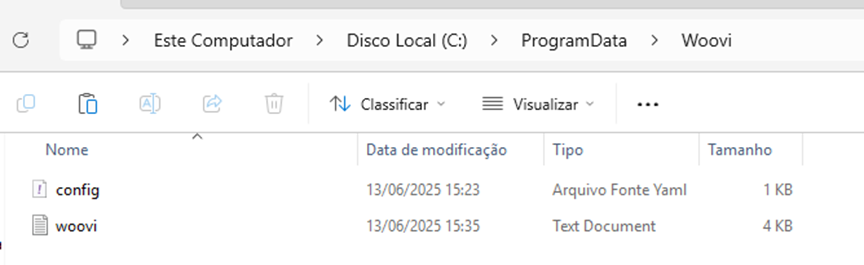 Este Computador > Disco Local (C:) > ProgramData > Woovi
Classificar Visualizar ...
Nome Data de modificação Tipo Tamanho
config 13/06/2025 15:23 Arquivo Fonte Yaml 1 KB
woovi 13/06/2025 15:35 Text Document 4 KB